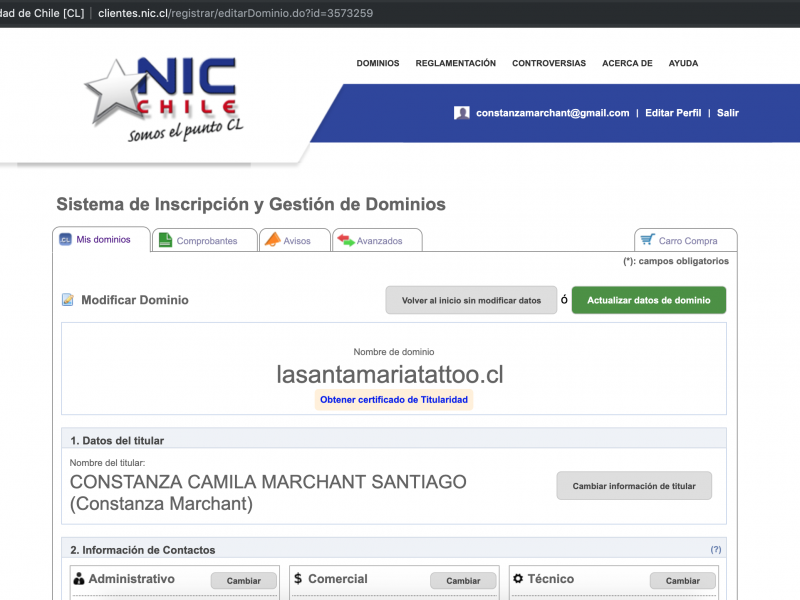 dad de Chile [CL] | clientes.nic.cl/registrar/editarDominio.do?id=3573259
NIC
CHILE
somos el punto CL
DOMINIOS REGLAMENTACIÓN CONTROVERSIAS ACERCA DE AYUDA
constanzamarchant@gmail.com | Editar Perfil | Salir
Sistema de Inscripción y Gestión de Dominios
Mis dominios Comprobantes Avisos Avanzados Carro Compra
(*): campos obligatorios
Modificar Dominio Volver al inicio sin modificar datos ó Actualizar datos de dominio
Nombre de dominio
lasantamariatattoo.cl
Obtener certificado de Titularidad
1. Datos del titular
Nombre del titular:
CONSTANZA CAMILA MARCHANT SANTIAGO
(Constanza Marchant)
Cambiar información de titular
2. Información de Contactos (?)
Administrativo Cambiar $ Comercial Cambiar Técnico Cambiar